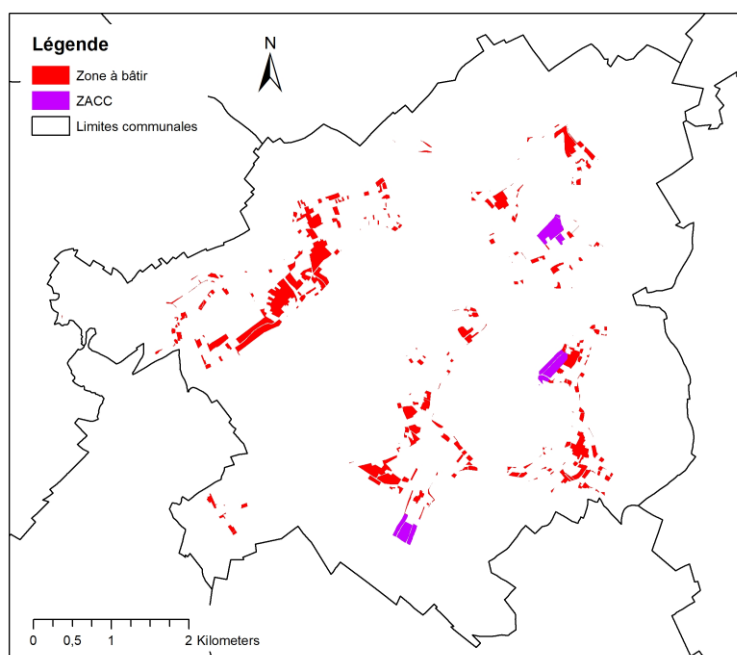 Légende
Zone à bâtir
ZACC
Limites communales
N
0 0,5 1 2 Kilometers